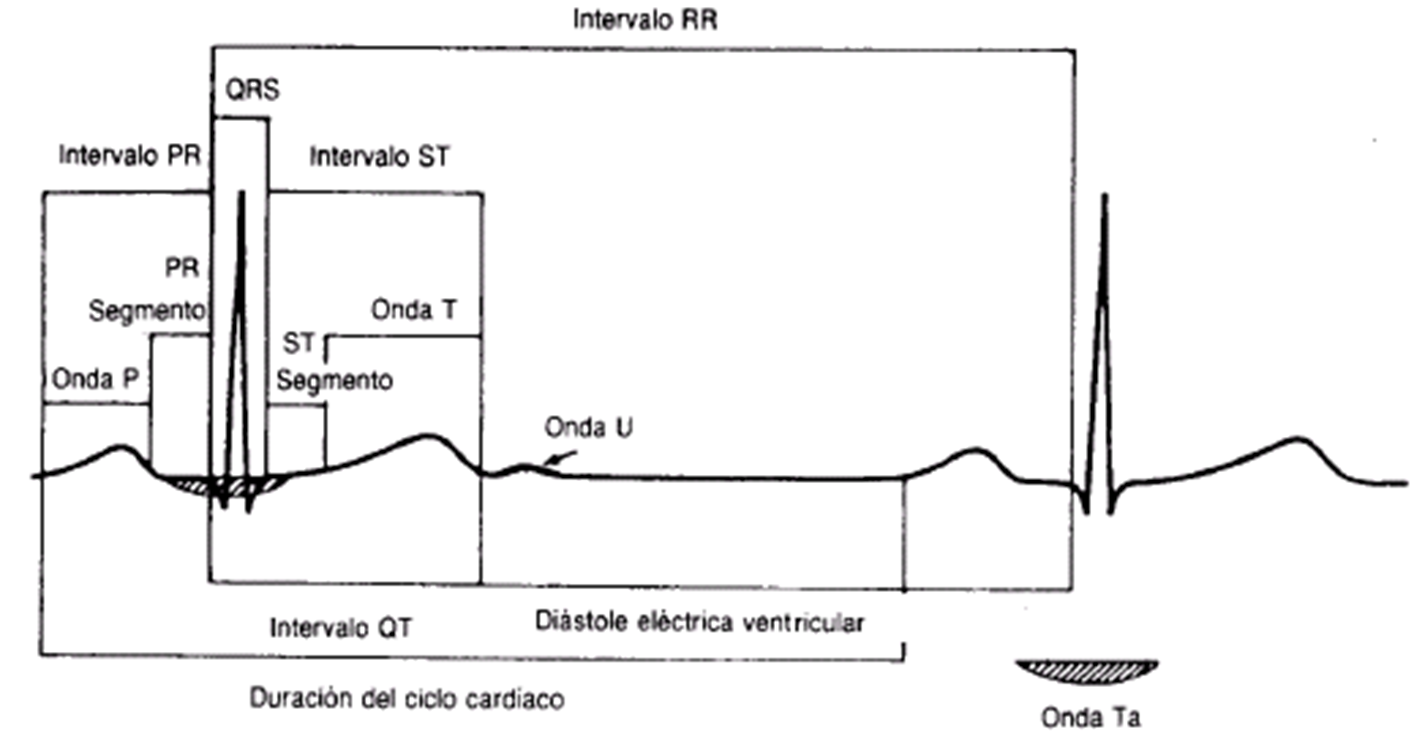 Intervalo RR
QRS
Intervalo PR
Intervalo ST
PR
Segmento
Onda T
ST
Onda P
Segmento
Onda U
Intervalo QT
Diástole eléctrica ventricular
Duración del ciclo cardíaco
Onda Ta